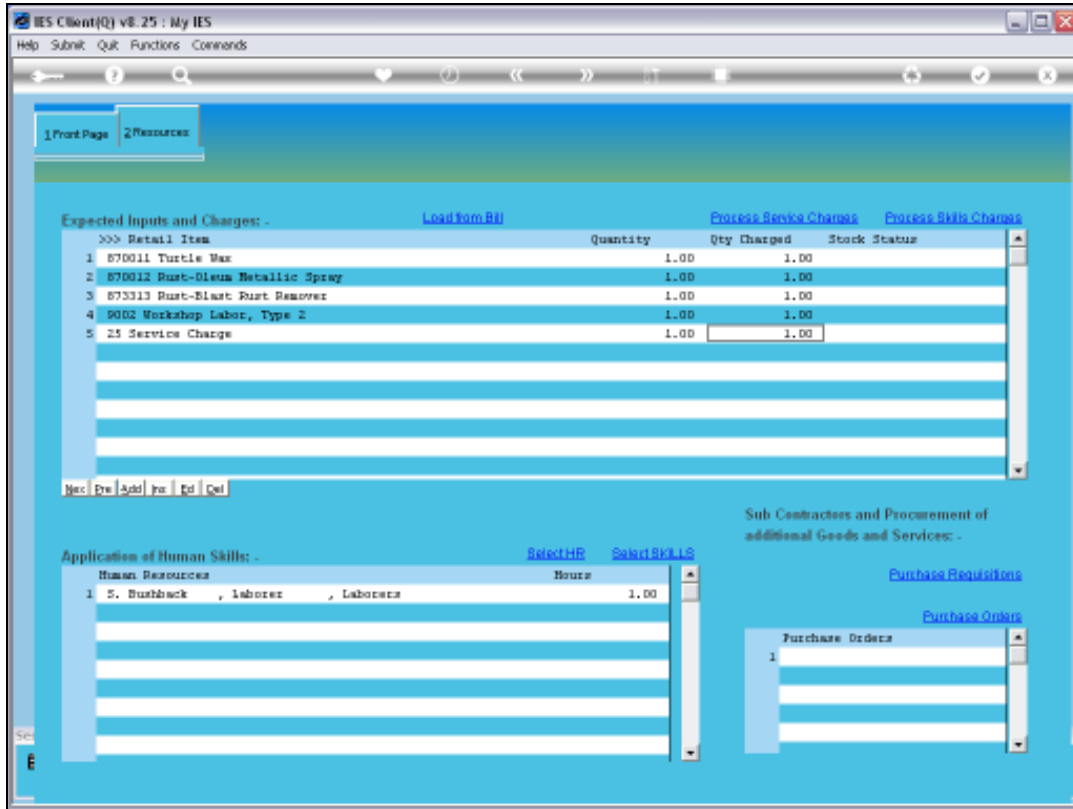 IES Client(Q) v8.25 : My IES
Help Submit Quit Functions Commands
1 Front Page 2 Resources
Expected Inputs and Charges: - Load from Bill Process Service Charges Process Skills Charges
>>> Retail Item Quantity Qty Charged Stock Status
1 870011 Turtle Wax 1.00 1.00
2 870012 Rust-Oleum Metallic Spray 1.00 1.00
3 873313 Rust-Blast Rust Remover 1.00 1.00
4 9002 Workshop Labor, Type 2 1.00 1.00
5 25 Service Charge 1.00 1.00
Nex Pre Add Ins Ed Del
Sub Contractors and Procurement of
additional Goods and Services: -
Application of Human Skills: - Select HR Select SKILLS
Human Resources Hours
Purchase Requisitions
1 S. Bushback , laborer , Laborers 1.00
Purchase Orders
Purchase Orders
1